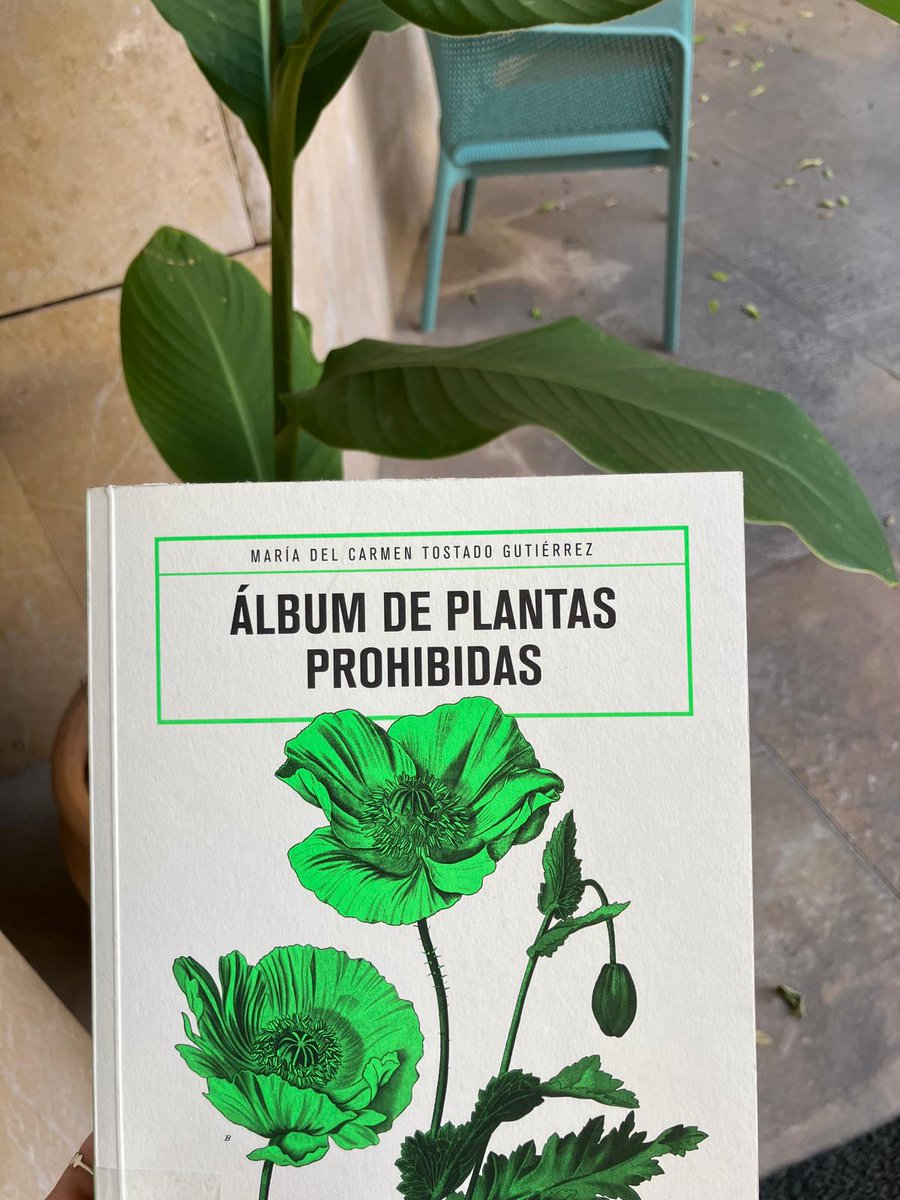 MARÍA DEL CARMEN TOSTADO GUTIÉRREZ
ÁLBUM DE PLANTAS
PROHIBIDAS
B